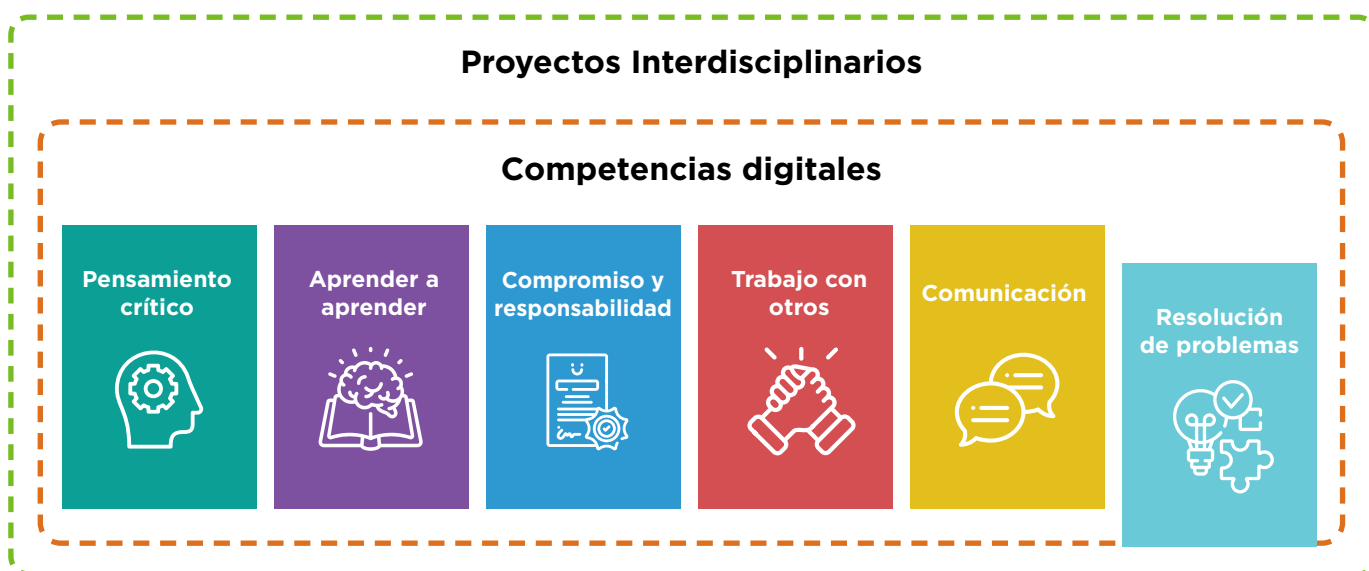 Proyectos Interdisciplinarios
Competencias digitales
Pensamiento
crítico
Aprender a
aprender
Compromiso y
responsabilidad
Trabajo con
otros
Comunicación
Resolución
de problemas